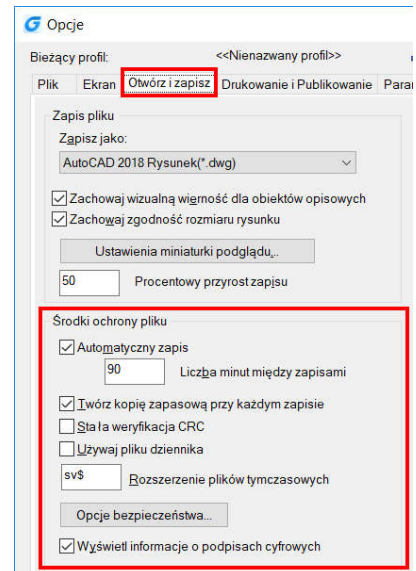 Opcje
Bieżący profil: <<Nienazwany profil>>
Plik Ekran Otwórz i zapisz Drukowanie i Publikowanie Para
Zapis pliku
Zapisz jako:
AutoCAD 2018 Rysunek(*.dwg)
Zachowaj wizualną wierność dla obiektów opisowych
Zachowaj zgodność rozmiaru rysunku
Ustawienia miniaturki podglądu...
50 Procentowy przyrost zapisu
Środki ochrony pliku
Automatyczny zapis
90 Liczba minut między zapisami
Twórz kopię zapasową przy każdym zapisie
Stała weryfikacja CRC
Używaj pliku dziennika
sv$ Rozszerzenie plików tymczasowych
Opcje bezpieczeństwa...
Wyświetl informacje o podpisach cyfrowych